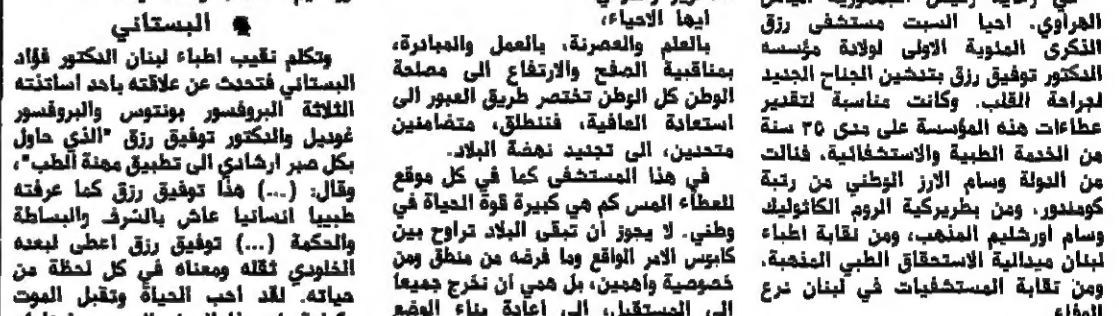 الهراوي. احيا السبت مستشفى رزق
الذكرى المئوية الاولى لولادة مؤسسه
الدكتور توفيق رزق بتدشين الجناح الجديد
لجراحة القلب. وكانت مناسبة لتقدير
عطاءات هذه المؤسسة على مدى ٣٥ سنة
من الخدمة الطبية والاستشفائية، فنالت
من الدولة وسام الارز الوطني من رتبة
كومندور، ومن بطريركية الروم الكاثوليك
وسام اورشليم المذهب، ومن نقابة اطباء
لبنان ميدالية الاستحقاق الطبي المذهبة.
ومن نقابة المستشفيات في لبنان درع
الوفاء
ايها الاحياء،
بالعلم والعصرنة، بالعمل والمبادرة،
بمناقبية الصفح والارتفاع الى مصلحة
الوطن كل الوطن تختصر طريق العبور الى
استعادة العافية، فننطلق، متضامنين
متحدين، الى تجديد نهضة البلاد.
في هذا المستشفى كما في كل موقع
للعطاء المس كم هي كبيرة قوة الحياة في
وطني. لا يجوز أن تبقى البلاد تراوح بين
كابوس الامر الواقع وما فرضه من منطق ومن
خصوصية واهمين، بل همي أن نخرج جميعاً
الى المستقبل، الى اعادة بناء الوضع
البستاني
وتكلم نقيب اطباء لبنان الدكتور فؤاد
البستاني فتحدث عن علاقته بأحد اساتذته
الثلاثة البروفسور بونتوس والبروفسور
غوديل والدكتور توفيق رزق "الذي حاول
بكل صبر ارشادي الى تطبيق مهنة الطب"،
وقال: (...) هذا توفيق رزق كما عرفته
طبيبا انسانيا عاش بالشرف والبساطة
والحكمة (...) توفيق رزق اعطى لبعده
الخلودي ثقله ومعناه في كل لحظة من
حياته. لقد أحب الحياة وتقبل الموت